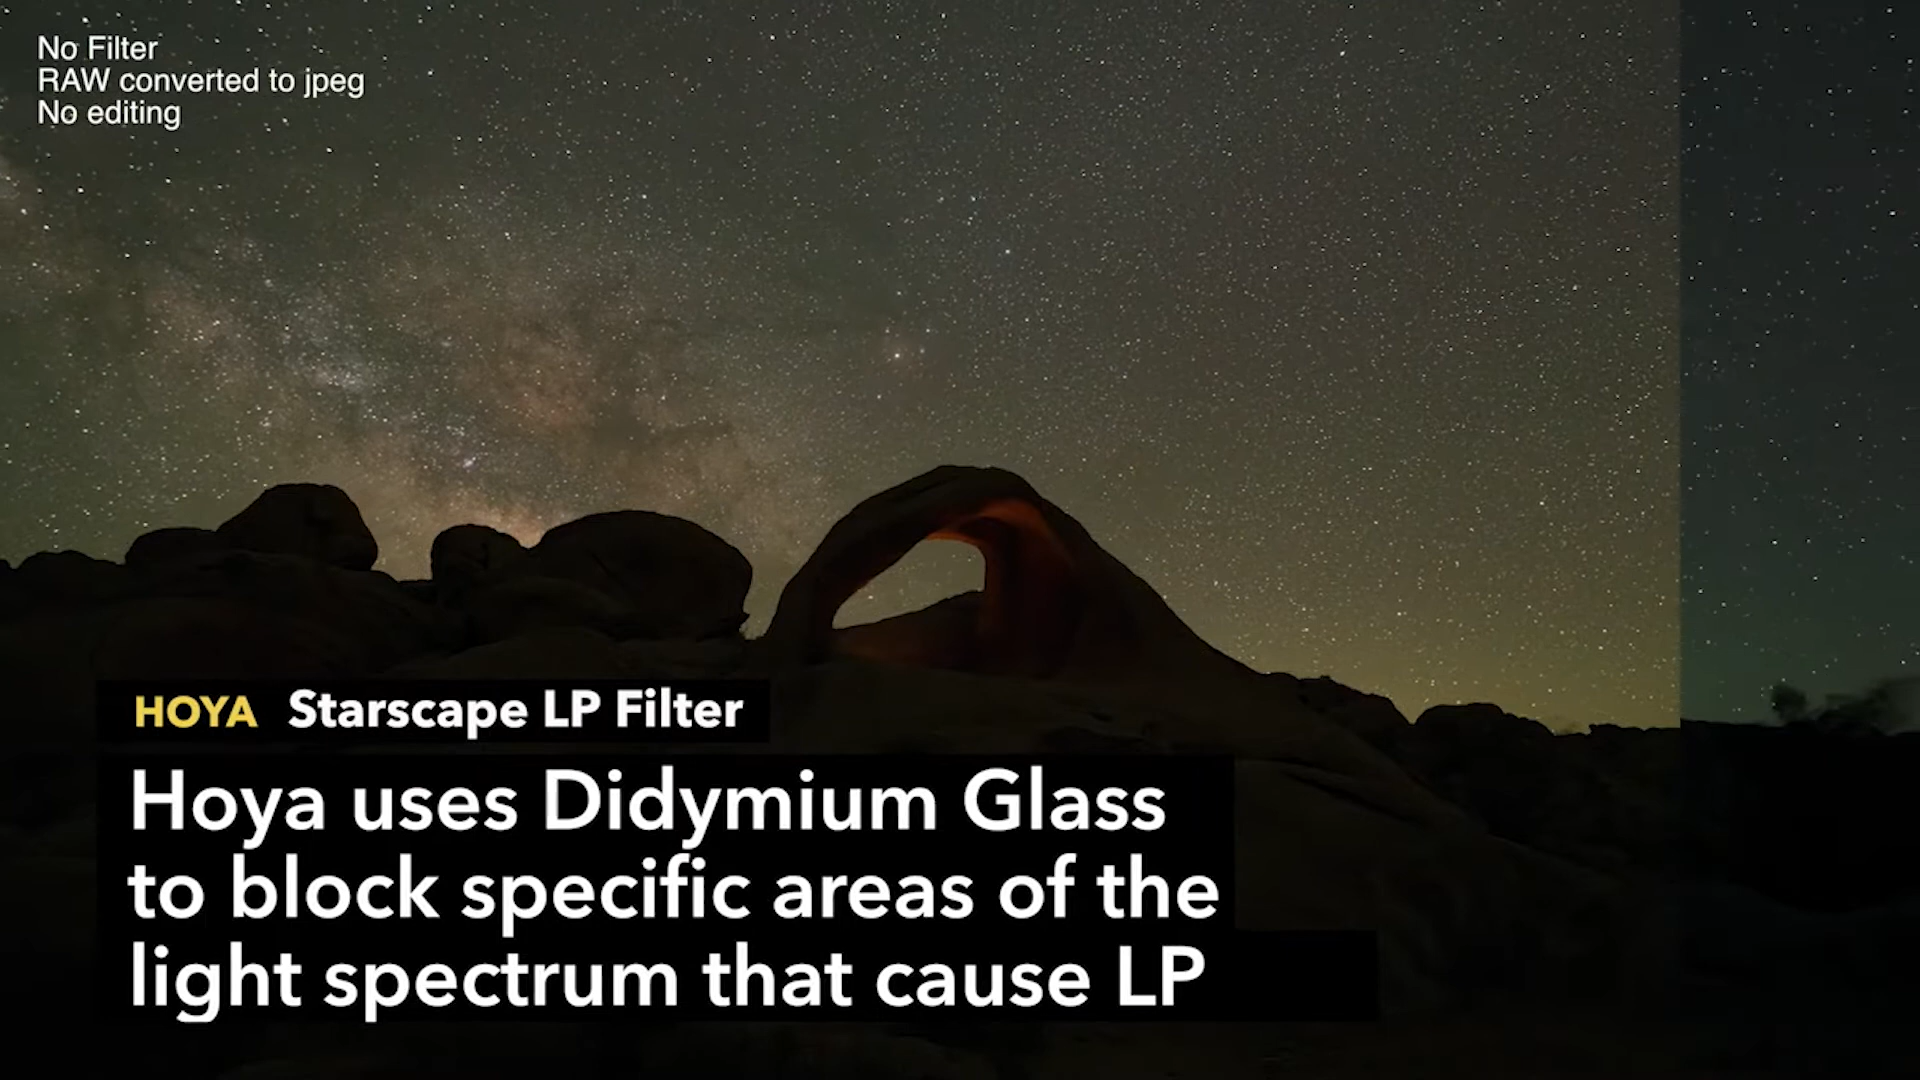 No Filter
RAW converted to jpeg
No editing
HOYA Starscape LP Filter
Hoya uses Didymium Glass
to block specific areas of the
light spectrum that cause LP